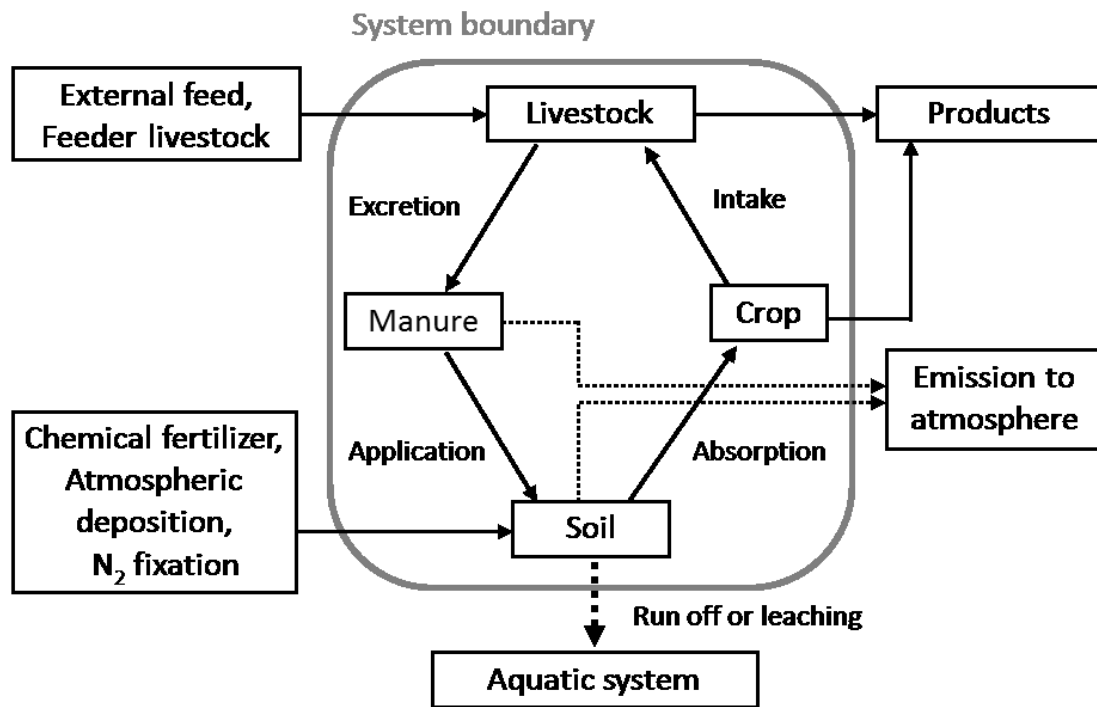 System boundary
External feed,
Feeder livestock
Livestock
Products
Excretion
Intake
Manure
Crop
Emission to
atmosphere
Chemical fertilizer,
Atmospheric
deposition,
N₂ fixation
Application
Absorption
Soil
Run off or leaching
Aquatic system